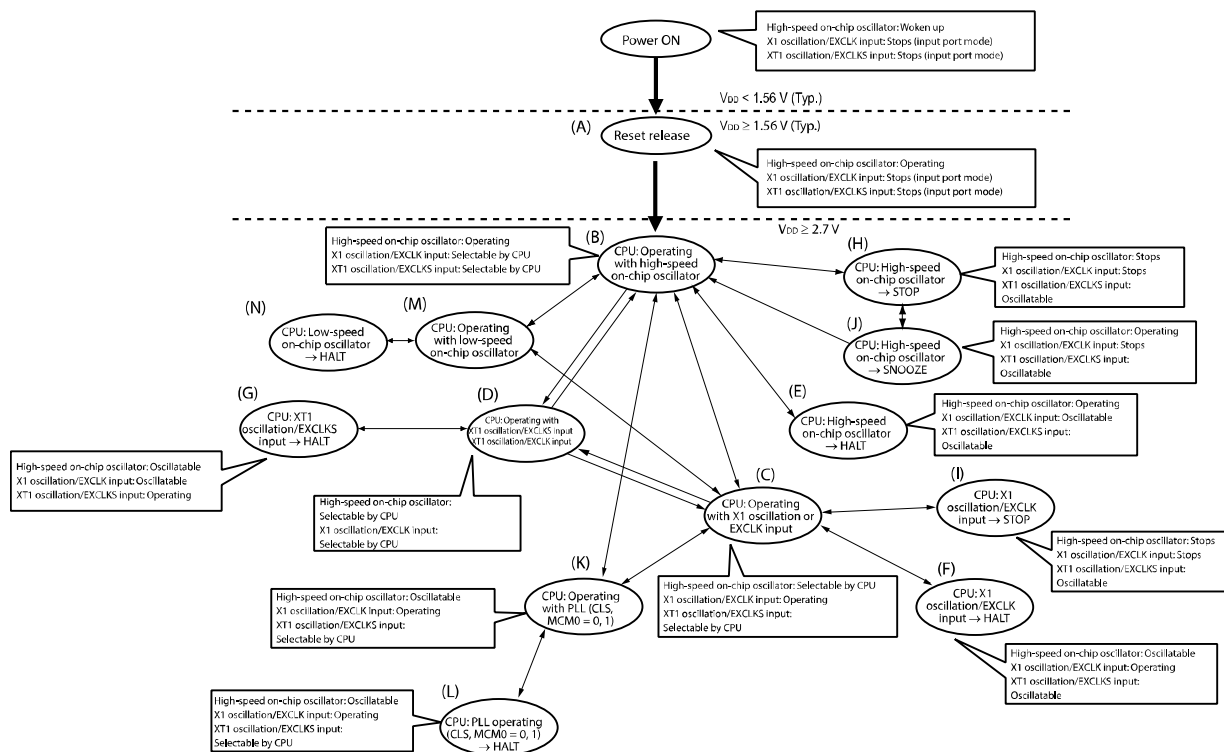 Power ON
High-speed on-chip oscillator: Woken up
X1 oscillation/EXCLK input: Stops (input port mode)
XT1 oscillation/EXCLKS input: Stops (input port mode)
VDD < 1.56 V (Typ.)
(A)
Reset release
VDD ≥ 1.56 V (Typ.)
High-speed on-chip oscillator: Operating
X1 oscillation/EXCLK input: Stops (input port mode)
XT1 oscillation/EXCLKS input: Stops (input port mode)
VDD ≥ 2.7 V
(B)
CPU: Operating
with high-speed
on-chip oscillator
High-speed on-chip oscillator: Operating
X1 oscillation/EXCLK input: Selectable by CPU
XT1 oscillation/EXCLKS input: Selectable by CPU
(H)
CPU: High-speed
on-chip oscillator
→ STOP
High-speed on-chip oscillator: Stops
X1 oscillation/EXCLK input: Stops
XT1 oscillation/EXCLKS input:
Oscillatable
(N)
CPU: Low-speed
on-chip oscillator
→ HALT
(M)
CPU: Operating
with low-speed
on-chip oscillator
(J)
CPU: High-speed
on-chip oscillator
→ SNOOZE
High-speed on-chip oscillator: Operating
X1 oscillation/EXCLK input: Stops
XT1 oscillation/EXCLKS input:
Oscillatable
(G)
CPU: XT1
oscillation/EXCLKS
input → HALT
High-speed on-chip oscillator: Oscillatable
X1 oscillation/EXCLK input: Oscillatable
XT1 oscillation/EXCLKS input: Operating
(D)
CPU: Operating with
XT1 oscillation/EXCLKS input
XT1 oscillation/EXCLK input
High-speed on-chip oscillator:
Selectable by CPU
X1 oscillation/EXCLK input:
Selectable by CPU
(E)
CPU: High-speed
on-chip oscillator
→ HALT
High-speed on-chip oscillator: Operating
X1 oscillation/EXCLK input: Oscillatable
XT1 oscillation/EXCLKS input:
Oscillatable
(C)
CPU: Operating
with X1 oscillation or
EXCLK input
High-speed on-chip oscillator: Selectable by CPU
X1 oscillation/EXCLK input: Operating
XT1 oscillation/EXCLKS input:
Selectable by CPU
(I)
CPU: X1
oscillation/EXCLK
input → STOP
High-speed on-chip oscillator: Stops
X1 oscillation/EXCLK input: Stops
XT1 oscillation/EXCLKS input:
Oscillatable
(K)
CPU: Operating
with PLL (CLS,
MCM0 = 0, 1)
High-speed on-chip oscillator: Oscillatable
X1 oscillation/EXCLK input: Operating
XT1 oscillation/EXCLKS input:
Selectable by CPU
(F)
CPU: X1
oscillation/EXCLK
input → HALT
High-speed on-chip oscillator: Oscillatable
X1 oscillation/EXCLK input: Operating
XT1 oscillation/EXCLKS input:
Oscillatable
(L)
CPU: PLL operating
(CLS, MCM0 = 0, 1)
→ HALT
High-speed on-chip oscillator: Oscillatable
X1 oscillation/EXCLK input: Operating
XT1 oscillation/EXCLKS input:
Selectable by CPU